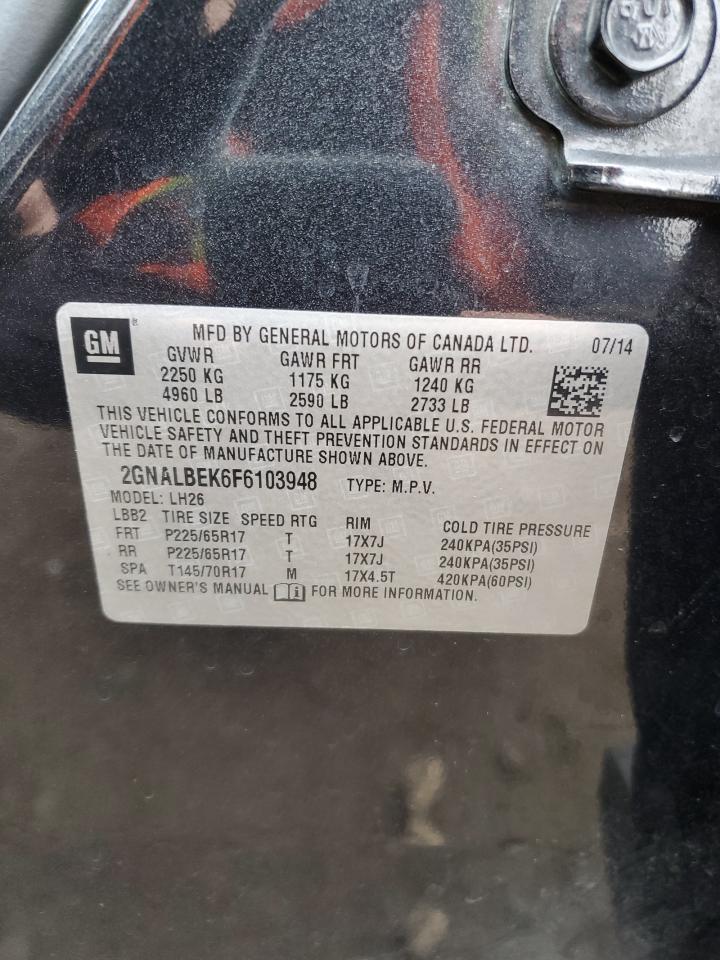 GM
MFD BY GENERAL MOTORS OF CANADA LTD. 07/14
GVWR GAWR FRT GAWR RR
2250 KG 1175 KG 1240 KG
4960 LB 2590 LB 2733 LB
THIS VEHICLE CONFORMS TO ALL APPLICABLE U.S. FEDERAL MOTOR
VEHICLE SAFETY AND THEFT PREVENTION STANDARDS IN EFFECT ON
THE DATE OF MANUFACTURE SHOWN ABOVE.
2GNALBEK6F6103948 TYPE: M.P.V.
MODEL: LH26
LBB2 TIRE SIZE SPEED RTG RIM COLD TIRE PRESSURE
FRT P225/65R17 T 17X7J 240KPA(35PSI)
RR P225/65R17 T 17X7J 240KPA(35PSI)
SPA T145/70R17 M 17X4.5T 420KPA(60PSI)
SEE OWNER'S MANUAL FOR MORE INFORMATION.